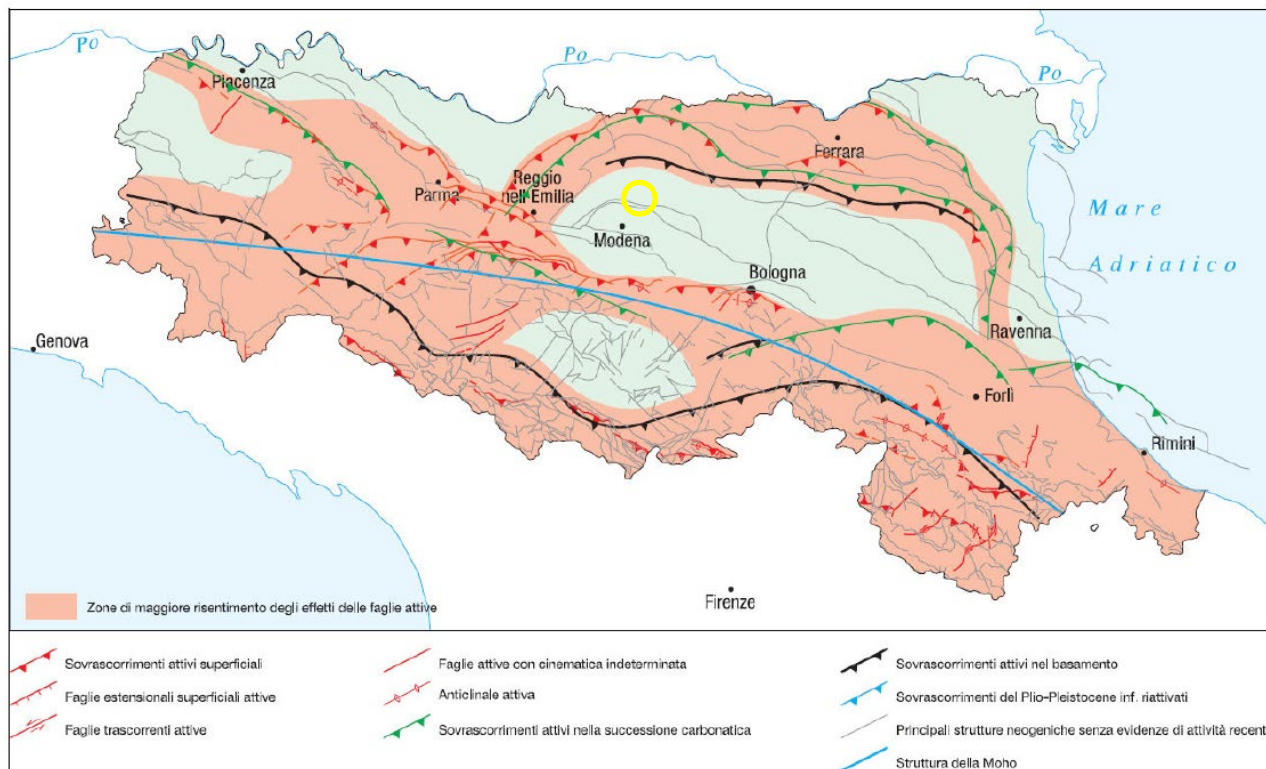 Po
Po
Po
Piacenza
Ferrara
Parma
Reggio
nell'Emilia
Modena
Bologna
Mare
Adriatico
Ravenna
Genova
Forlì
Rimini
Firenze
Zone di maggiore risentimento degli effetti delle faglie attive
Sovrascorrimenti attivi superficiali
Faglie estensionali superficiali attive
Faglie trascorrenti attive
Faglie attive con cinematica indeterminata
Anticlinale attiva
Sovrascorrimenti attivi nella successione carbonatica
Sovrascorrimenti attivi nel basamento
Sovrascorrimenti del Plio-Pleistocene inf. riattivati
Principali strutture neogeniche senza evidenze di attività recent
Struttura della Moho